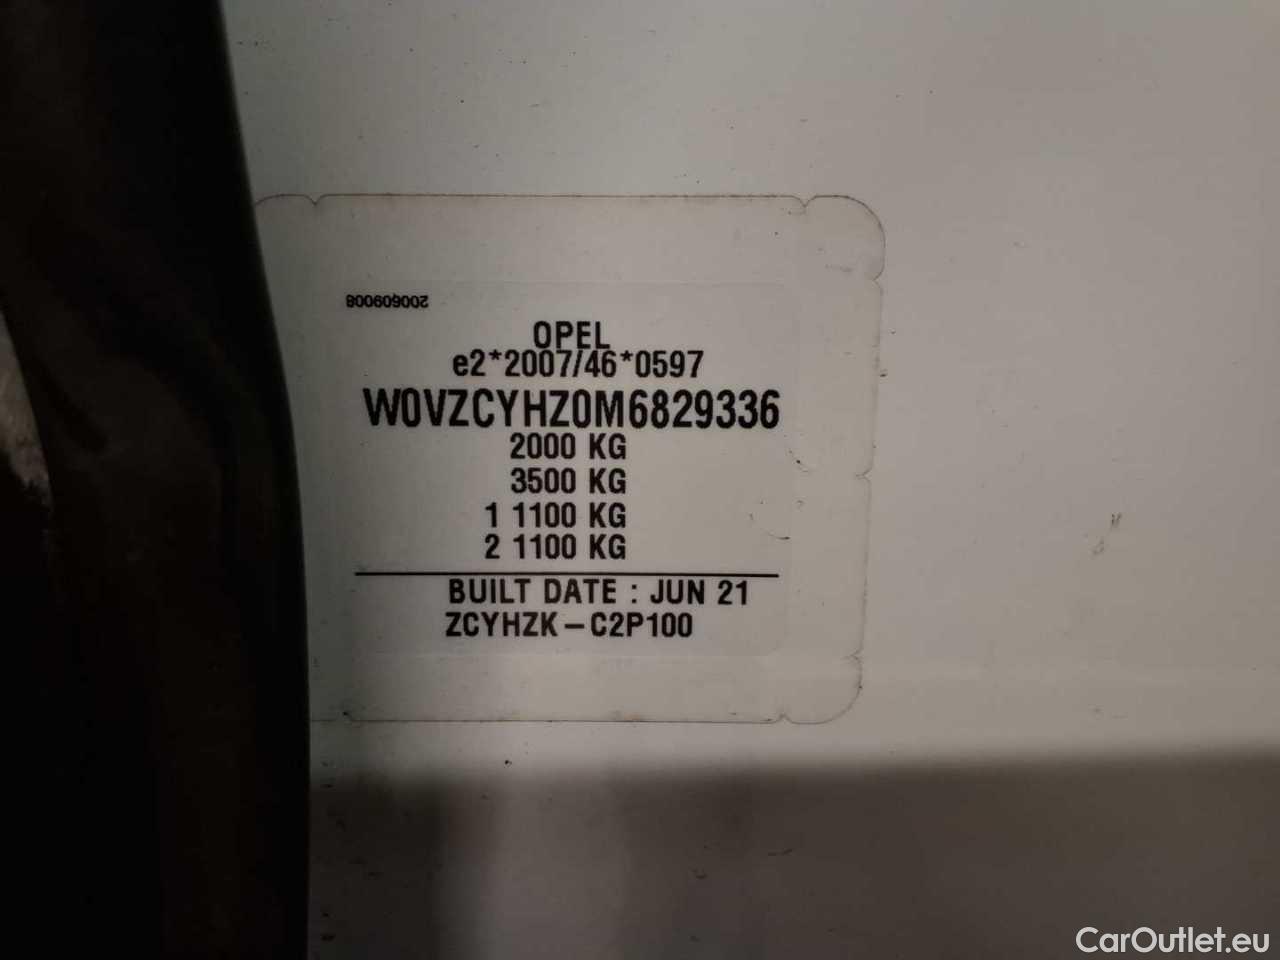 200609008
OPEL
e2*2007/46*0597
W0VZCYHZ0M6829336
2000 KG
3500 KG
1 1100 KG
2 1100 KG
BUILT DATE : JUN 21
ZCYHZK – C2P100
CarOutlet.eu